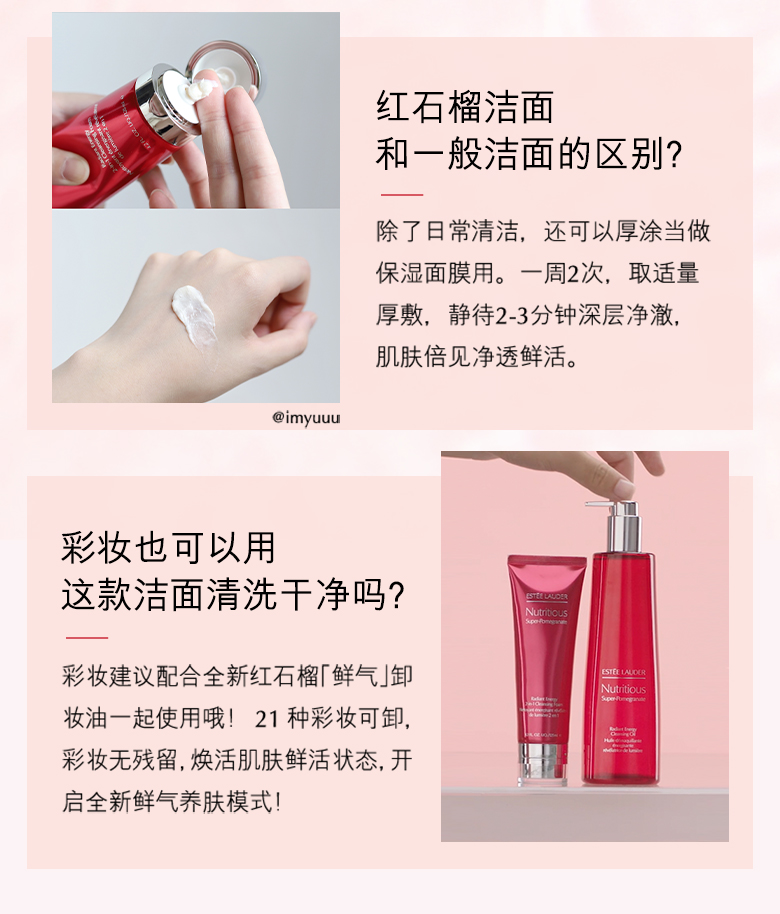 红石榴洁面
和一般洁面的区别?
除了日常清洁, 还可以厚涂当做
保湿面膜用。一周2次, 取适量
厚敷, 静待2-3分钟深层净澈,
肌肤倍见净透鲜活。
@imyuuu
彩妆也可以用
这款洁面清洗干净吗?
彩妆建议配合全新红石榴「鲜气」卸
妆油一起使用哦! 21 种彩妆可卸,
彩妆无残留, 焕活肌肤鲜活状态, 开
启全新鲜气养肤模式!
ESTĒE LAUDER
Nutritious
Super-Pomegranate
Radiant Energy
2-in-1 Cleansing Foam
ESTĒE LAUDER
Nutritious
Super-Pomegranate
Radiant Energy
Cleansing Oil